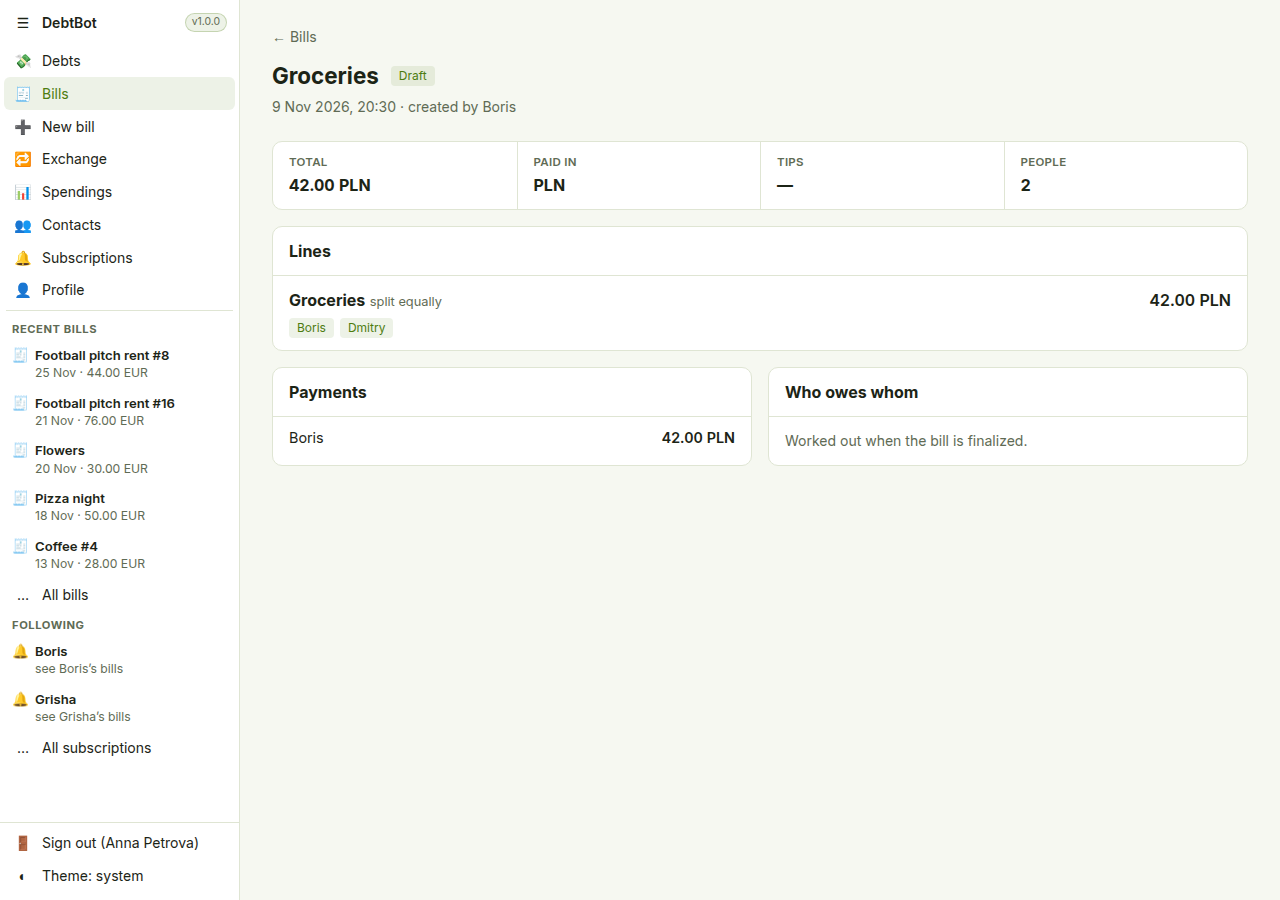 DebtBot
v1.0.0
Debts
Bills
New bill
Exchange
Spendings
Contacts
Subscriptions
Profile
RECENT BILLS
Football pitch rent #8
25 Nov · 44.00 EUR
Football pitch rent #16
21 Nov · 76.00 EUR
Flowers
20 Nov · 30.00 EUR
Pizza night
18 Nov · 50.00 EUR
Coffee #4
13 Nov · 28.00 EUR
... All bills
FOLLOWING
Boris
see Boris's bills
Grisha
see Grisha's bills
... All subscriptions
Sign out (Anna Petrova)
Theme: system
← Bills
Groceries Draft
9 Nov 2026, 20:30 · created by Boris
TOTAL
42.00 PLN
PAID IN
PLN
TIPS
—
PEOPLE
2
Lines
Groceries split equally 42.00 PLN
Boris Dmitry
Payments
Boris 42.00 PLN
Who owes whom
Worked out when the bill is finalized.